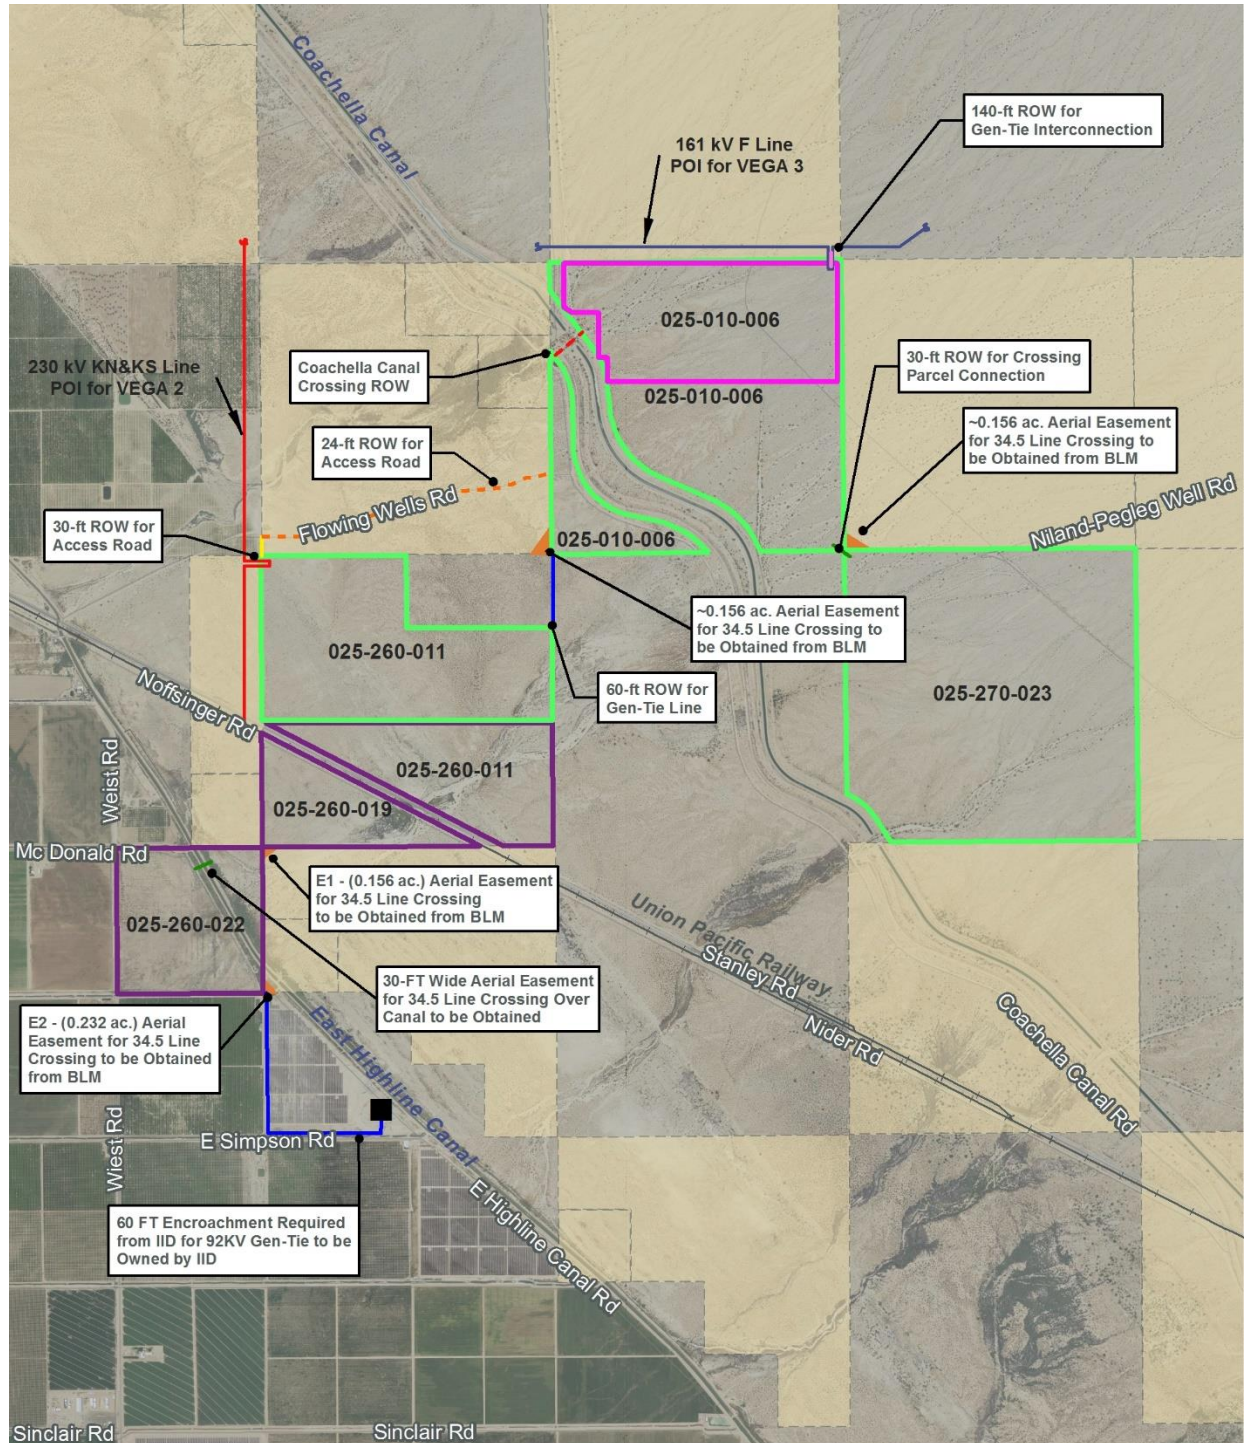 Coachella Canal
140-ft ROW for
Gen-Tie Interconnection
161 kV F Line
POI for VEGA 3
025-010-006
230 kV KN&KS Line
POI for VEGA 2
Coachella Canal
Crossing ROW
30-ft ROW for Crossing
Parcel Connection
025-010-006
~0.156 ac. Aerial Easement
for 34.5 Line Crossing to
be Obtained from BLM
24-ft ROW for
Access Road
Flowing Wells Rd
Niland-Pegleg Well Rd
30-ft ROW for
Access Road
025-010-006
~0.156 ac. Aerial Easement
for 34.5 Line Crossing to
be Obtained from BLM
025-260-011
60-ft ROW for
Gen-Tie Line
025-270-023
Noffsinger Rd
Weist Rd
025-260-011
025-260-019
Mc Donald Rd
E1 - (0.156 ac.) Aerial Easement
for 34.5 Line Crossing
to be Obtained from BLM
025-260-022
Union Pacific Railway
Stanley Rd
30-FT Wide Aerial Easement
for 34.5 Line Crossing Over
Canal to be Obtained
Nider Rd
E2 - (0.232 ac.) Aerial
Easement for 34.5 Line
Crossing to be Obtained
from BLM
East Highline Canal
Coachella Canal Rd
E Simpson Rd
Wiest Rd
E Highline Canal Rd
60 FT Encroachment Required
from IID for 92KV Gen-Tie to be
Owned by IID
Sinclair Rd
Sinclair Rd